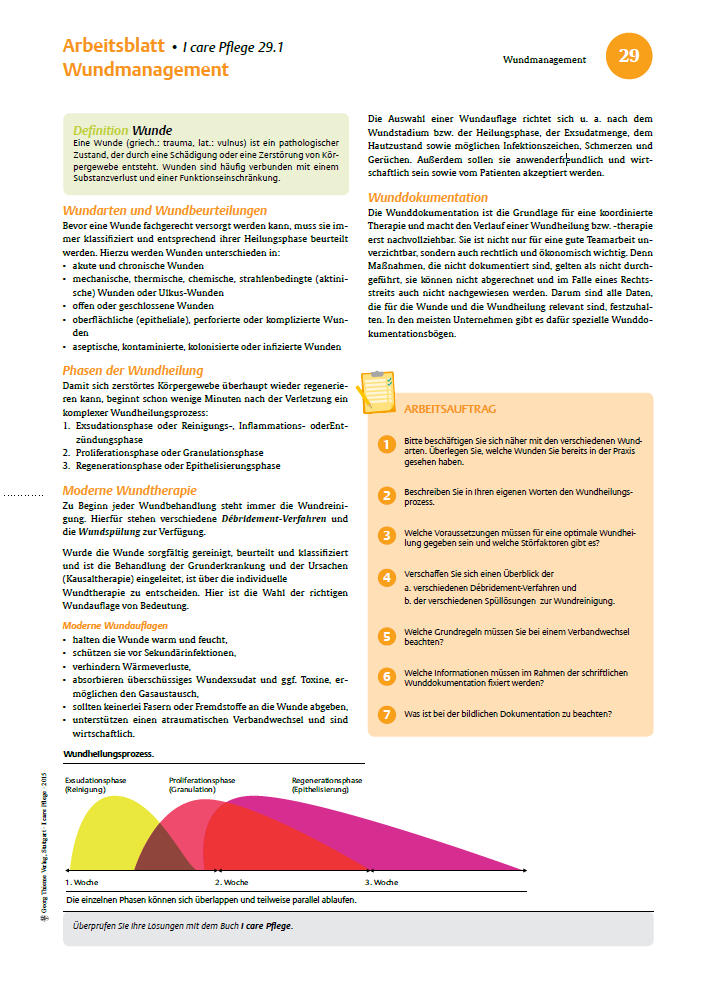 Arbeitsblatt • I care Pflege 29.1
Wundmanagement
Wundmanagement
29
Definition Wunde
Eine Wunde (griech.: trauma, lat.: vulnus) ist ein pathologischer
Zustand, der durch eine Schädigung oder eine Zerstörung von Kör-
pergewebe entsteht. Wunden sind häufig verbunden mit einem
Substanzverlust und einer Funktionseinschränkung.
Wundarten und Wundbeurteilungen
Bevor eine Wunde fachgerecht versorgt werden kann, muss sie im-
mer klassifiziert und entsprechend ihrer Heilungsphase beurteilt
werden. Hierzu werden Wunden unterschieden in:
• akute und chronische Wunden
• mechanische, thermische, chemische, strahlenbedingte (aktini-
sche) Wunden oder Ulkus-Wunden
• offen oder geschlossene Wunden
• oberflächliche (epitheliale), perforierte oder komplizierte Wun-
den
• aseptische, kontaminierte, kolonisierte oder infizierte Wunden
Phasen der Wundheilung
Damit sich zerstörtes Körpergewebe überhaupt wieder regenerie-
ren kann, beginnt schon wenige Minuten nach der Verletzung ein
komplexer Wundheilungsprozess:
1. Exsudationsphase oder Reinigungs-, Inflammations- oderEnt-
zündungsphase
2. Proliferationsphase oder Granulationsphase
3. Regenerationsphase oder Epithelisierungsphase
Moderne Wundtherapie
Zu Beginn jeder Wundbehandlung steht immer die Wundreini-
gung. Hierfür stehen verschiedene Débridement-Verfahren und
die Wundspülung zur Verfügung.
Wurde die Wunde sorgfältig gereinigt, beurteilt und klassifiziert
und ist die Behandlung der Grunderkrankung und der Ursachen
(Kausaltherapie) eingeleitet, ist über die individuelle
Wundtherapie zu entscheiden. Hier ist die Wahl der richtigen
Wundauflage von Bedeutung.
Moderne Wundauflagen
• halten die Wunde warm und feucht,
• schützen sie vor Sekundärinfektionen,
• verhindern Wärmeverluste,
• absorbieren überschüssiges Wundexsudat und ggf. Toxine, er-
möglichen den Gasaustausch,
• sollten keinerlei Fasern oder Fremdstoffe an die Wunde abgeben,
• unterstützen einen atraumatischen Verbandwechsel und sind
wirtschaftlich.
Die Auswahl einer Wundauflage richtet sich u. a. nach dem
Wundstadium bzw. der Heilungsphase, der Exsudatmenge, dem
Hautzustand sowie möglichen Infektionszeichen, Schmerzen und
Gerüchen. Außerdem sollen sie anwenderfreundlich und wirt-
schaftlich sein sowie vom Patienten akzeptiert werden.
Wunddokumentation
Die Wunddokumentation ist die Grundlage für eine koordinierte
Therapie und macht den Verlauf einer Wundheilung bzw. -therapie
erst nachvollziehbar. Sie ist nicht nur für eine gute Teamarbeit un-
verzichtbar, sondern auch rechtlich und ökonomisch wichtig. Denn
Maßnahmen, die nicht dokumentiert sind, gelten als nicht durch-
geführt, sie können nicht abgerechnet und im Falle eines Rechts-
streits auch nicht nachgewiesen werden. Darum sind alle Daten,
die für die Wunde und die Wundheilung relevant sind, festzuhal-
ten. In den meisten Unternehmen gibt es dafür spezielle Wunddo-
kumentationsbögen.
ARBEITSAUFTRAG
1 Bitte beschäftigen Sie sich näher mit den verschiedenen Wund-
arten. Überlegen Sie, welche Wunden Sie bereits in der Praxis
gesehen haben.
2 Beschreiben Sie in Ihren eigenen Worten den Wundheilungs-
prozess.
3 Welche Voraussetzungen müssen für eine optimale Wundhei-
lung gegeben sein und welche Störfaktoren gibt es?
4 Verschaffen Sie sich einen Überblick der
a. verschiedenen Débridement-Verfahren und
b. der verschiedenen Spüllösungen zur Wundreinigung.
5 Welche Grundregeln müssen Sie bei einem Verbandwechsel
beachten?
6 Welche Informationen müssen im Rahmen der schriftlichen
Wunddokumentation fixiert werden?
7 Was ist bei der bildlichen Dokumentation zu beachten?
Wundheilungsprozess.
Exsudationsphase
(Reinigung)
Proliferationsphase
(Granulation)
Regenerationsphase
(Epithelisierung)
1. Woche
2. Woche
3. Woche
Die einzelnen Phasen können sich überlappen und teilweise parallel ablaufen.
Überprüfen Sie Ihre Lösungen mit dem Buch I care Pflege.
© Georg Thieme Verlag, Stuttgart · I care Pflege · 2015